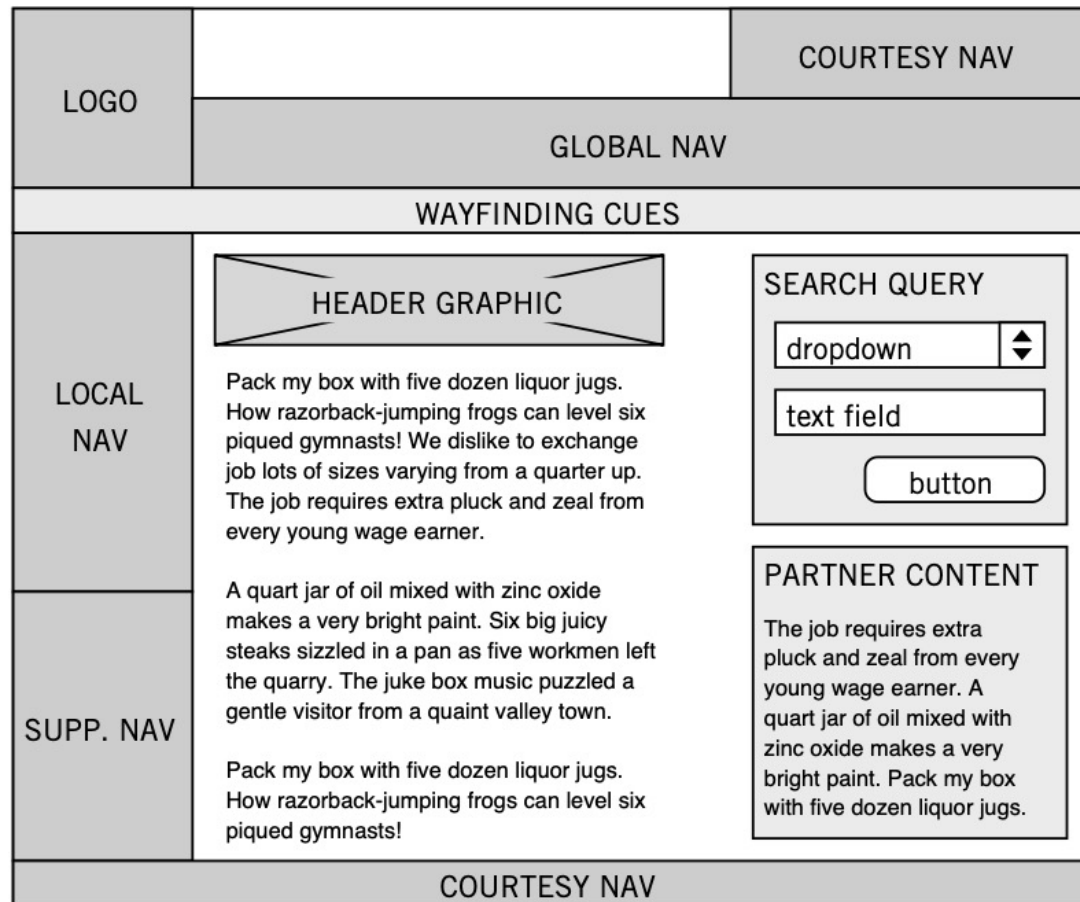 LOGO
COURTESY NAV
GLOBAL NAV
WAYFINDING CUES
LOCAL
NAV
SUPP. NAV
HEADER GRAPHIC
Pack my box with five dozen liquor jugs.
How razorback-jumping frogs can level six
piqued gymnasts! We dislike to exchange
job lots of sizes varying from a quarter up.
The job requires extra pluck and zeal from
every young wage earner.
A quart jar of oil mixed with zinc oxide
makes a very bright paint. Six big juicy
steaks sizzled in a pan as five workmen left
the quarry. The juke box music puzzled a
gentle visitor from a quaint valley town.
Pack my box with five dozen liquor jugs.
How razorback-jumping frogs can level six
piqued gymnasts!
SEARCH QUERY
dropdown
text field
button
PARTNER CONTENT
The job requires extra
pluck and zeal from every
young wage earner. A
quart jar of oil mixed with
zinc oxide makes a very
bright paint. Pack my box
with five dozen liquor jugs.
COURTESY NAV